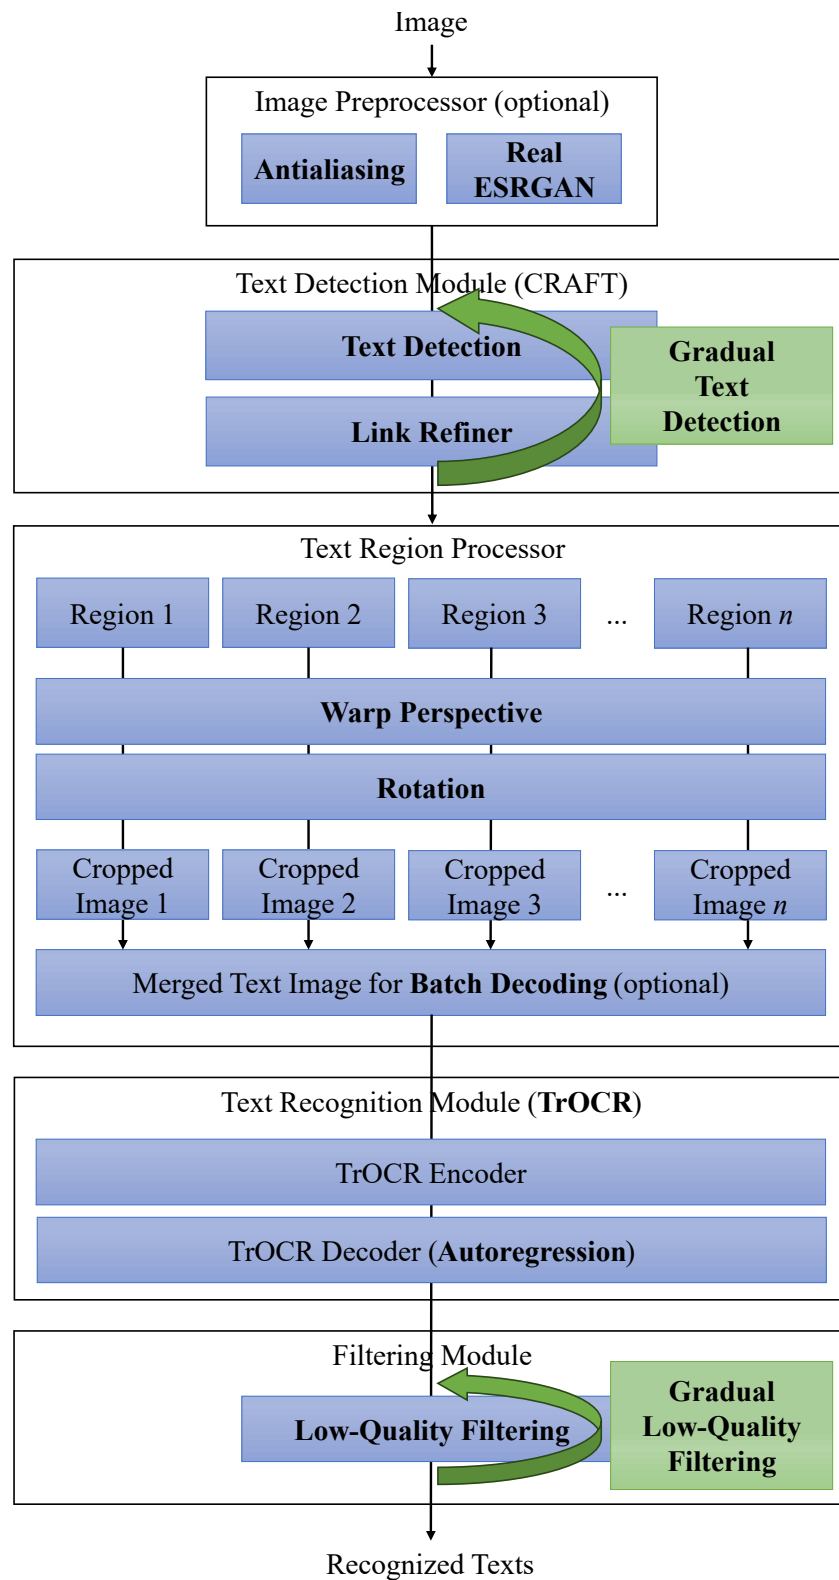 Image
Image Preprocessor (optional)
Antialiasing
Real
ESRGAN
Text Detection Module (CRAFT)
Text Detection
Link Refiner
Gradual
Text
Detection
Text Region Processor
Region 1
Region 2
Region 3
...
Region n
Warp Perspective
Rotation
Cropped
Image 1
Cropped
Image 2
Cropped
Image 3
...
Cropped
Image n
Merged Text Image for Batch Decoding (optional)
Text Recognition Module (TrOCR)
TrOCR Encoder
TrOCR Decoder (Autoregression)
Filtering Module
Low-Quality Filtering
Gradual
Low-Quality
Filtering
Recognized Texts